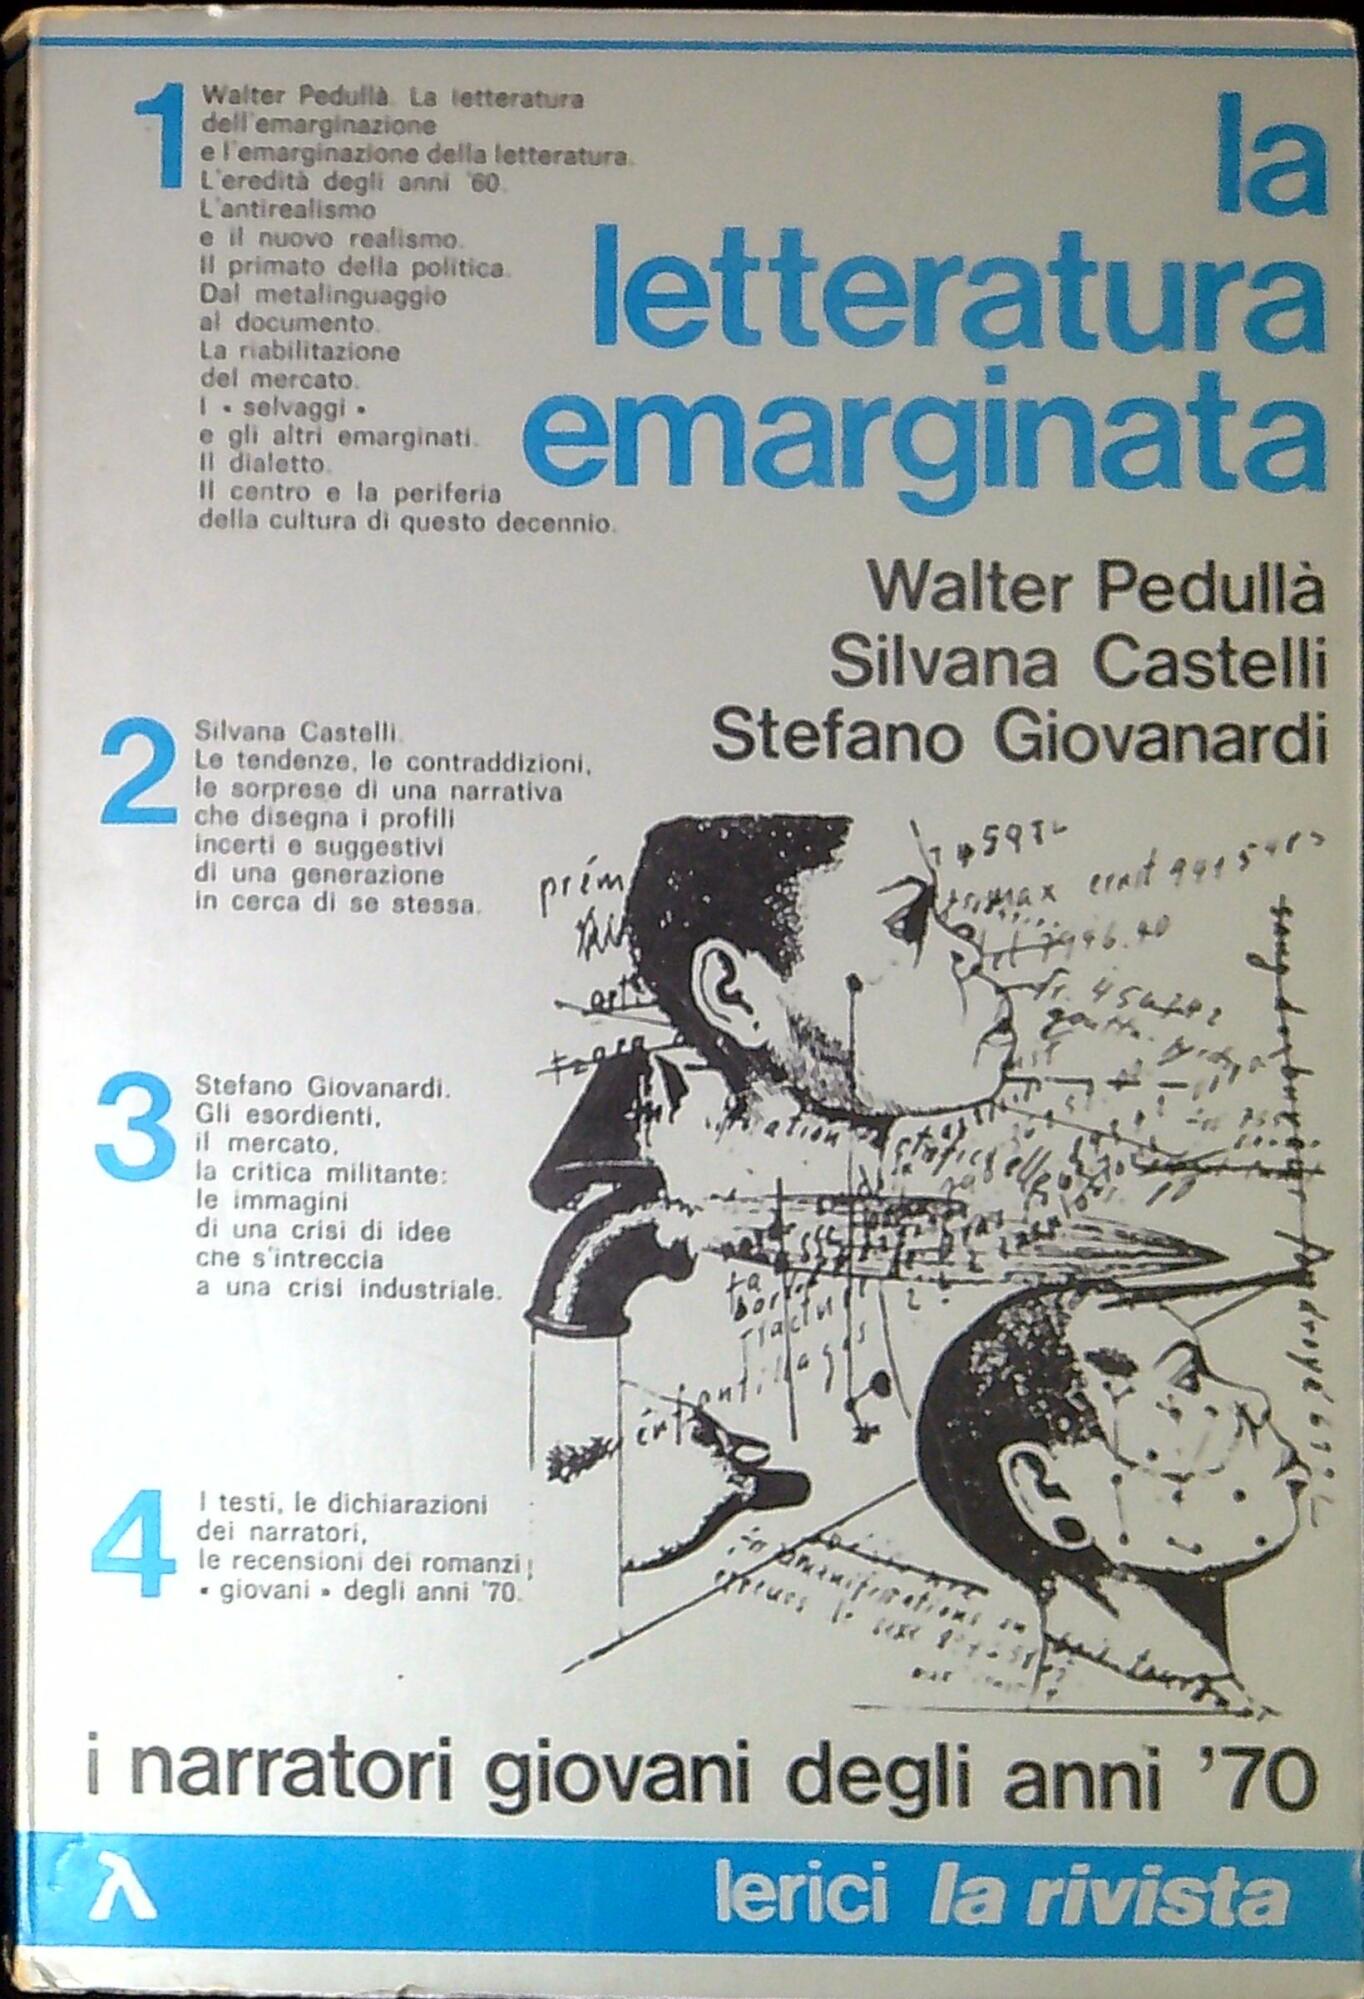 1
Walter Pedullà. La letteratura
dell'emarginazione
e l'emarginazione della letteratura.
L'eredità degli anni '60.
L'antirealismo
e il nuovo realismo.
Il primato della politica.
Dal metalinguaggio
al documento.
La riabilitazione
del mercato.
I « selvaggi »
e gli altri emarginati.
Il dialetto.
Il centro e la periferia
della cultura di questo decennio.
la
letteratura
emarginata
Walter Pedullà
Silvana Castelli
Stefano Giovanardi
2
Silvana Castelli.
Le tendenze, le contraddizioni,
le sorprese di una narrativa
che disegna i profili
incerti e suggestivi
di una generazione
in cerca di se stessa.
3
Stefano Giovanardi.
Gli esordienti,
il mercato,
la critica militante:
le immagini
di una crisi di idee
che s'intreccia
a una crisi industriale.
4
I testi, le dichiarazioni
dei narratori,
le recensioni dei romanzi
« giovani » degli anni '70.
prém
i narratori giovani degli anni '70
λ
lerici la rivista